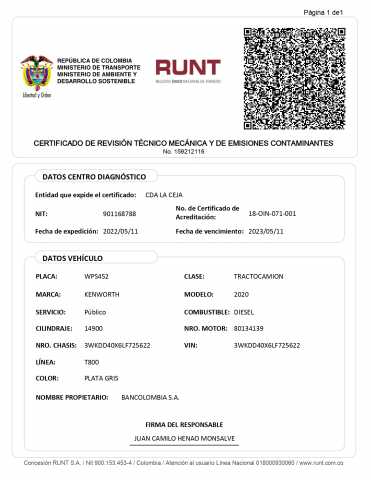 Página 1 de1
REPÚBLICA DE COLOMBIA
MINISTERIO DE TRANSPORTE
MINISTERIO DE AMBIENTE Y
DESARROLLO SOSTENIBLE
Libertad y Orden
RUNT
REGISTRO ÚNICO NACIONAL DE TRÁNSITO
CERTIFICADO DE REVISIÓN TÉCNICO MECÁNICA Y DE EMISIONES CONTAMINANTES
No. 159212119
DATOS CENTRO DIAGNÓSTICO
Entidad que expide el certificado: CDA LA CEJA
NIT: 901168788 No. de Certificado de Acreditación: 18-OIN-071-001
Fecha de expedición: 2022/05/11 Fecha de vencimiento: 2023/05/11
DATOS VEHÍCULO
PLACA: WPS452 CLASE: TRACTOCAMION
MARCA: KENWORTH MODELO: 2020
SERVICIO: Público COMBUSTIBLE: DIESEL
CILINDRAJE: 14900 NRO. MOTOR: 80134139
NRO. CHASIS: 3WKDD40X6LF725622 VIN: 3WKDD40X6LF725622
LÍNEA: T800
COLOR: PLATA GRIS
NOMBRE PROPIETARIO: BANCOLOMBIA S.A.
FIRMA DEL RESPONSABLE
JUAN CAMILO HENAO MONSALVE
Concesión RUNT S.A. / Nit 900.153.453-4 / Colombia / Atención al usuario Línea Nacional 018000930060 / www.runt.com.co